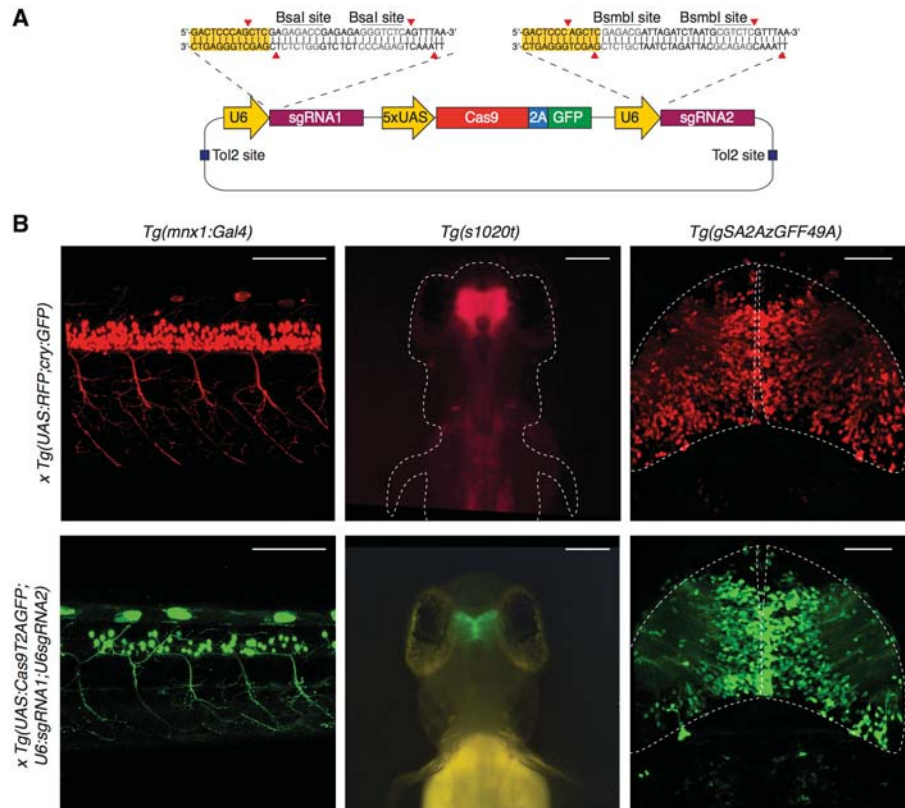 A
BsaI site BsaI site
BsmbI site BsmbI site
5'-GACTCCCAGCTCGAGAGACCGAGAGAGGGTCTCAGTTTAA-3'
3'-CTGAGGGTCGAGCTCTCTGGGTCTCTCCCAGAGTCAAATT
5'-GACTCCCAGCTCGAGACGATTAGATCTAATGCGTCTCGTTTAA-3'
3'-CTGAGGGTCGAGCTCTGCTAATCTAGATTACGCAGAGCAAATT
U6 sgRNA1 5xUAS Cas9 2A GFP U6 sgRNA2
Tol2 site Tol2 site
B
Tg(mnx1:Gal4) Tg(s1020t) Tg(gSA2AzGFF49A)
x Tg(UAS:RFP;cry:GFP)
x Tg(UAS:Cas9T2AGFP;
U6:sgRNA1;U6sgRNA2)